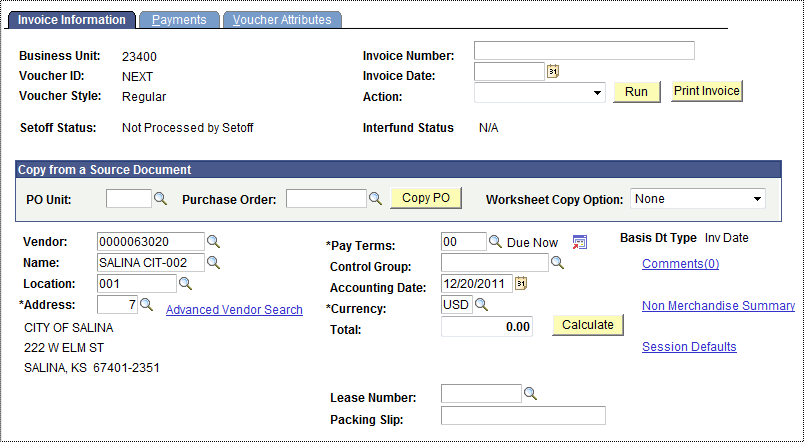 Invoice Information Payments Voucher Attributes
Business Unit: 23400 Invoice Number:
Voucher ID: NEXT Invoice Date: 31
Voucher Style: Regular Action: Run Print Invoice
Setoff Status: Not Processed by Setoff Interfund Status N/A
Copy from a Source Document
PO Unit: Purchase Order: Copy PO Worksheet Copy Option: None
Vendor: 0000063020 *Pay Terms: 00 Due Now Basis Dt Type Inv Date
Name: SALINA CIT-002 Control Group: Comments(0)
Location: 001 Accounting Date: 12/20/2011 31
*Address: 7 Advanced Vendor Search *Currency: USD Non Merchandise Summary
CITY OF SALINA Total: 0.00 Calculate
222 W ELM ST Session Defaults
SALINA, KS 67401-2351
Lease Number:
Packing Slip: